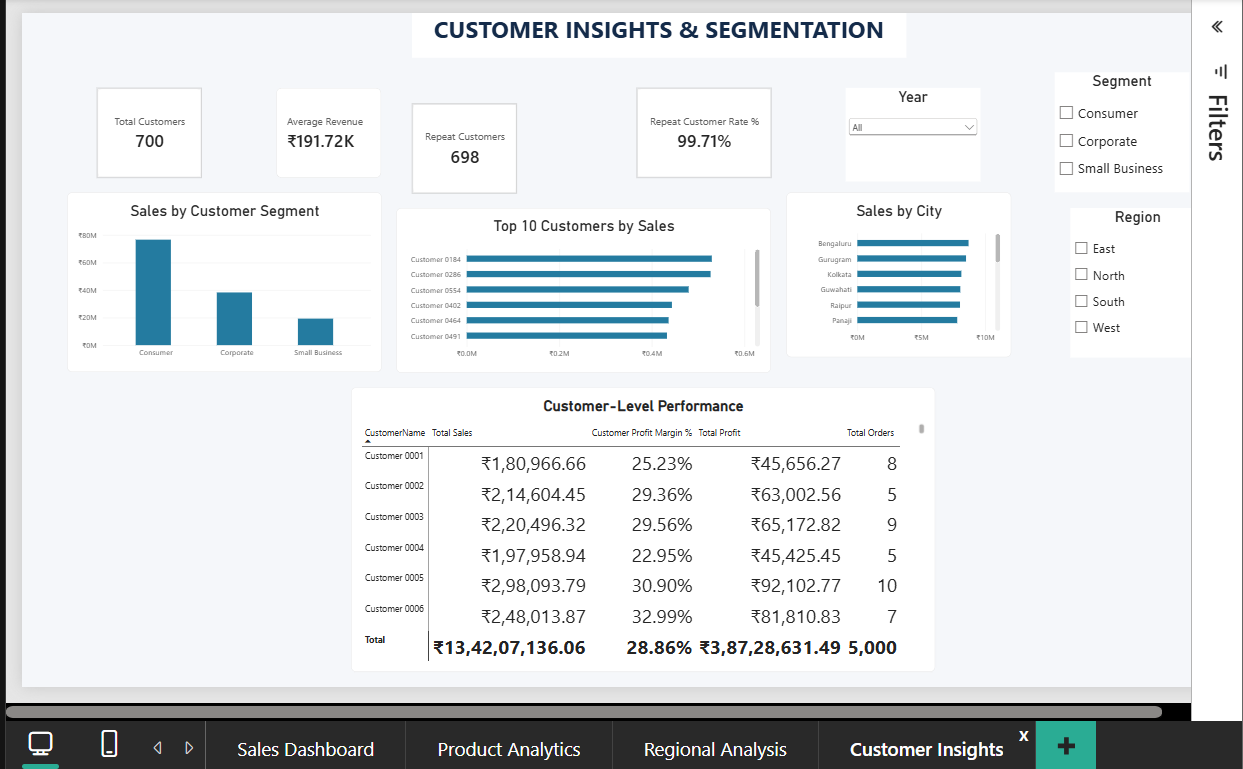 CUSTOMER INSIGHTS & SEGMENTATION
Total Customers
700
Average Revenue
₹191.72K
Repeat Customers
698
Repeat Customer Rate %
99.71%
Year
All
Segment
Consumer
Corporate
Small Business
Filters
Region
East
North
South
West
Sales by Customer Segment
₹80M
₹60M
₹40M
₹20M
₹0M
Consumer Corporate Small Business
Top 10 Customers by Sales
Customer 0184
Customer 0286
Customer 0554
Customer 0402
Customer 0464
Customer 0491
₹0.0M ₹0.2M ₹0.4M ₹0.6M
Sales by City
Bengaluru
Gurugram
Kolkata
Guwahati
Raipur
Panaji
₹0M ₹5M ₹10M
Customer-Level Performance
CustomerName Total Sales Customer Profit Margin % Total Profit Total Orders
Customer 0001 ₹1,80,966.66 25.23% ₹45,656.27 8
Customer 0002 ₹2,14,604.45 29.36% ₹63,002.56 5
Customer 0003 ₹2,20,496.32 29.56% ₹65,172.82 9
Customer 0004 ₹1,97,958.94 22.95% ₹45,425.45 5
Customer 0005 ₹2,98,093.79 30.90% ₹92,102.77 10
Customer 0006 ₹2,48,013.87 32.99% ₹81,810.83 7
Total ₹13,42,07,136.06 28.86% ₹3,87,28,631.49 5,000
Sales Dashboard Product Analytics Regional Analysis Customer Insights x +